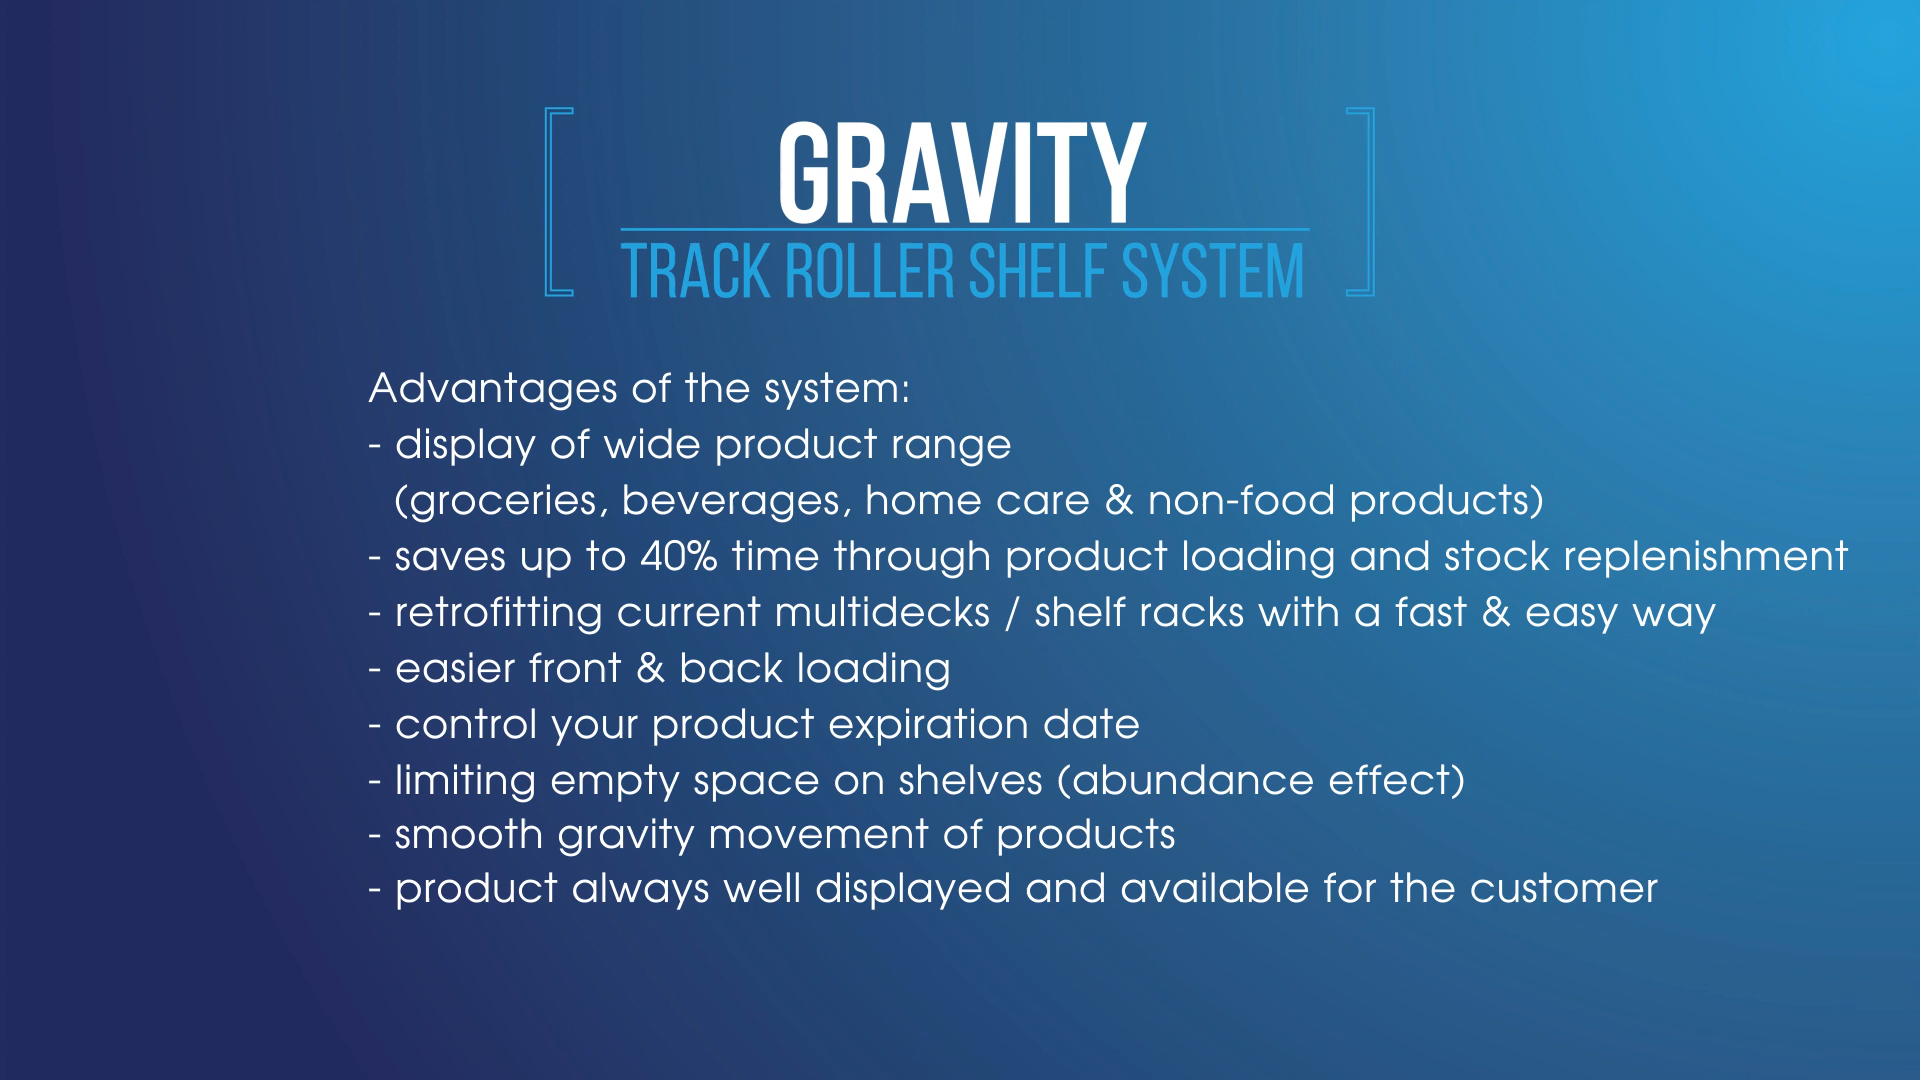 GRAVITY
TRACK ROLLER SHELF SYSTEM
Advantages of the system:
- display of wide product range
(groceries, beverages, home care & non-food products)
- saves up to 40% time through product loading and stock replenishment
- retrofitting current multidecks / shelf racks with a fast & easy way
- easier front & back loading
- control your product expiration date
- limiting empty space on shelves (abundance effect)
- smooth gravity movement of products
- product always well displayed and available for the customer